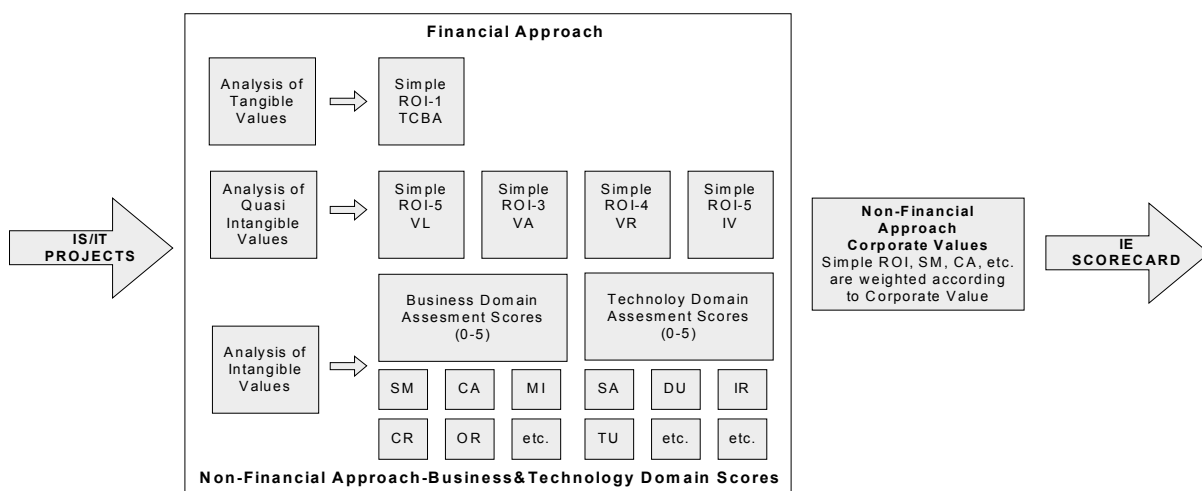 Financial Approach
Analysis of
Tangible
Values
Simple
ROI-1
TCBA
Analysis of
Quasi
Intangible
Values
Simple
ROI-5
VL
Simple
ROI-3
VA
Simple
ROI-4
VR
Simple
ROI-5
IV
IS/IT
PROJECTS
Non-Financial
Approach
Corporate Values
Simple ROI, SM, CA, etc.
are weighted according
to Corporate Value
IE
SCORECARD
Business Domain
Assesment Scores
(0-5)
Technoloy Domain
Assesment Scores
(0-5)
Analysis of
Intangible
Values
SM
CA
MI
SA
DU
IR
CR
OR
etc.
TU
etc.
etc.
Non-Financial Approach-Business&Technology Domain Scores